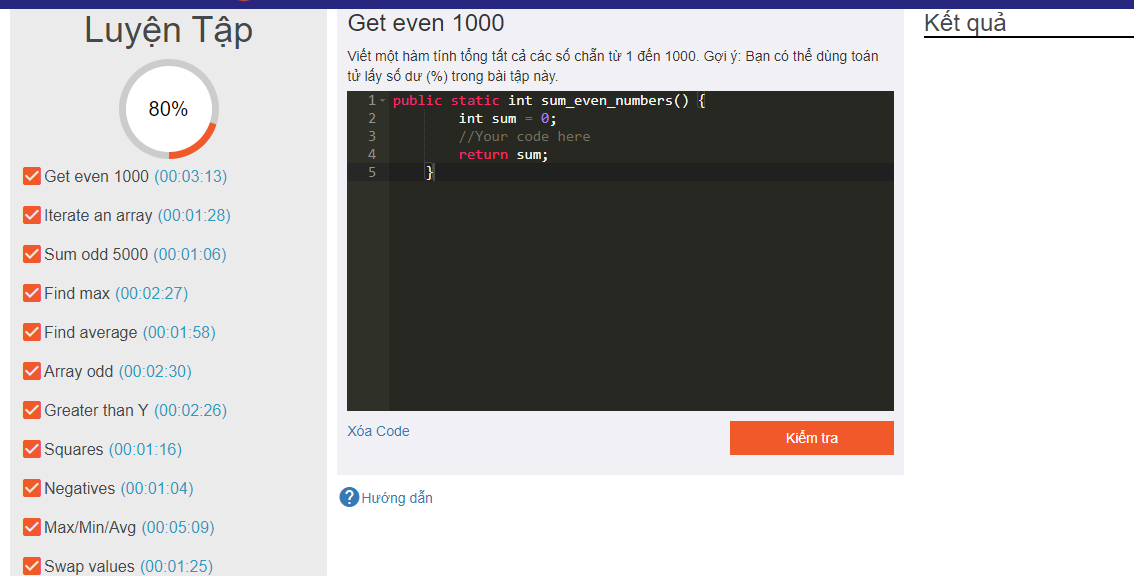 Luyện Tập
80%
Get even 1000 (00:03:13)
Iterate an array (00:01:28)
Sum odd 5000 (00:01:06)
Find max (00:02:27)
Find average (00:01:58)
Array odd (00:02:30)
Greater than Y (00:02:26)
Squares (00:01:16)
Negatives (00:01:04)
Max/Min/Avg (00:05:09)
Swap values (00:01:25)
Get even 1000
Viết một hàm tính tổng tất cả các số chẵn từ 1 đến 1000. Gợi ý: Bạn có thể dùng toán
tử lấy số dư (%) trong bài tập này.
1 public static int sum_even_numbers() {
2 int sum = 0;
3 //Your code here
4 return sum;
5 }
Xóa Code
Kiểm tra
? Hướng dẫn
Kết quả